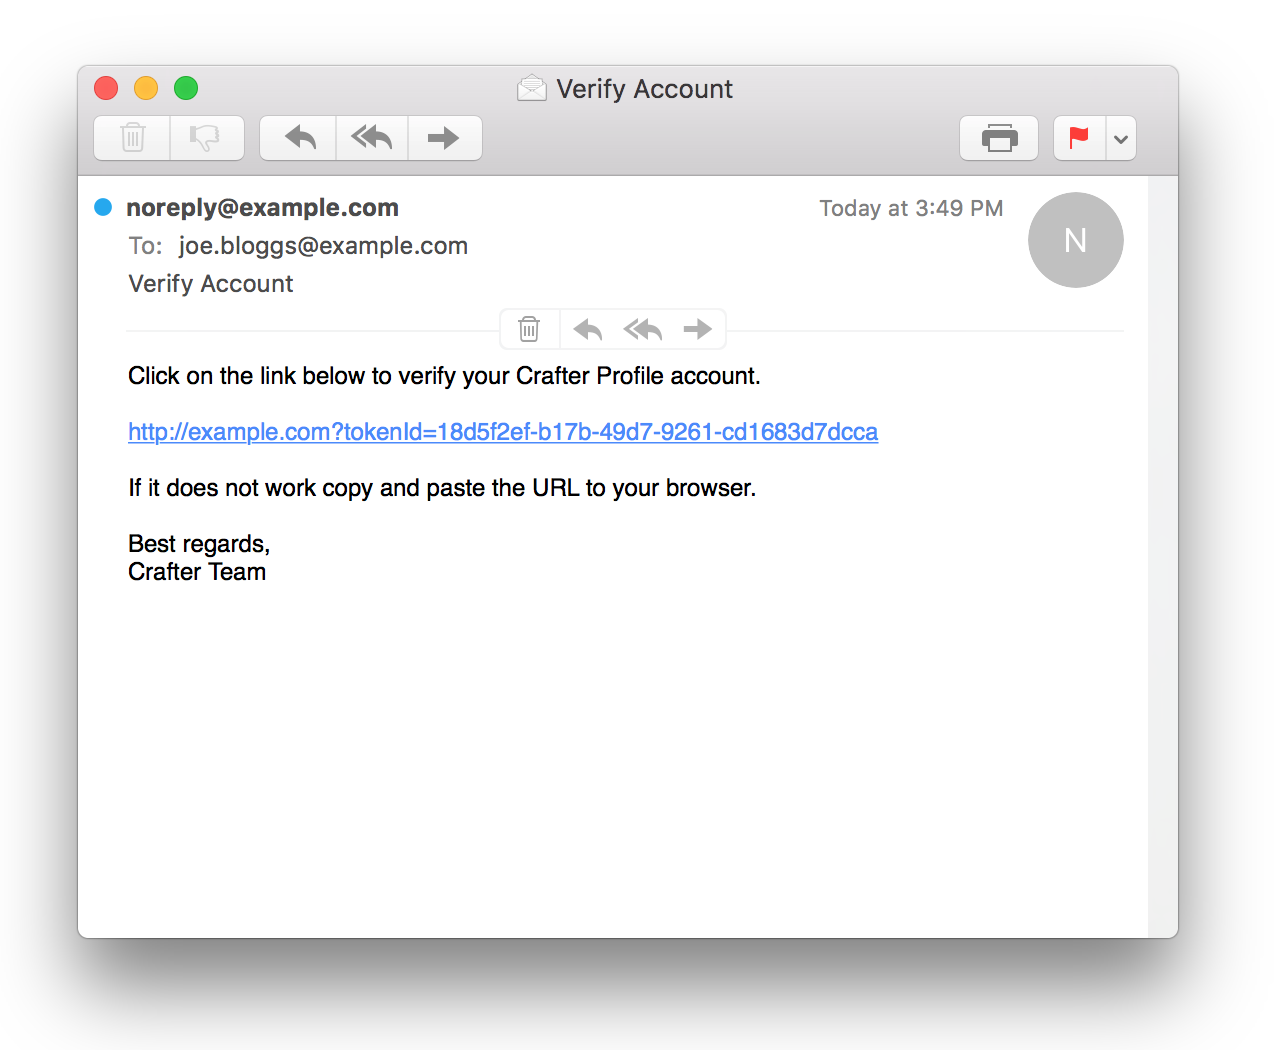 Verify Account
noreply@example.com
Today at 3:49 PM
N
To: joe.bloggs@example.com
Verify Account
Click on the link below to verify your Crafter Profile account.
http://example.com?tokenId=18d5f2ef-b17b-49d7-9261-cd1683d7dcca
If it does not work copy and paste the URL to your browser.
Best regards,
Crafter Team